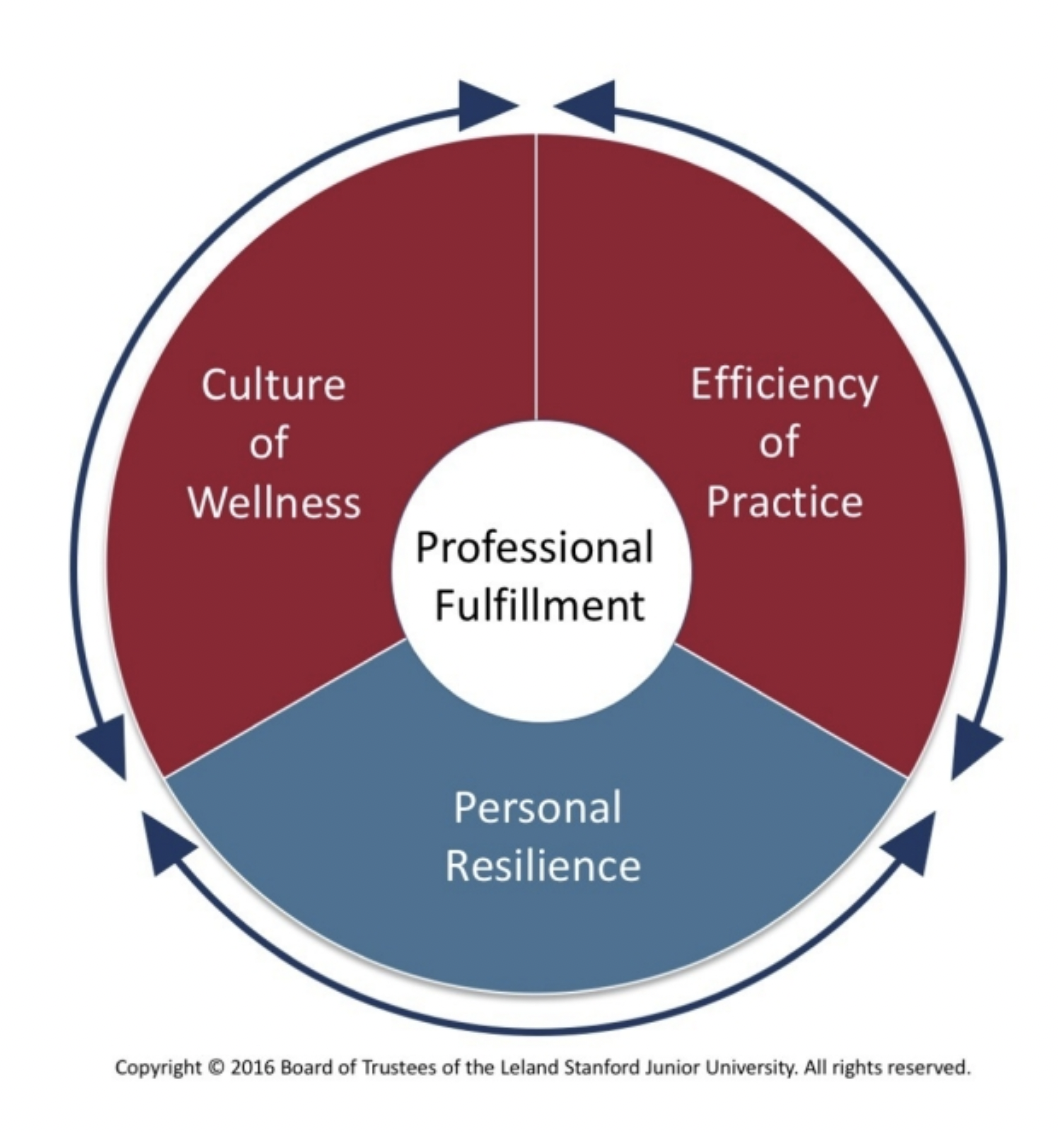 Culture
of
Wellness
Efficiency
of
Practice
Professional
Fulfillment
Personal
Resilience
Copyright © 2016 Board of Trustees of the Leland Stanford Junior University. All rights reserved.